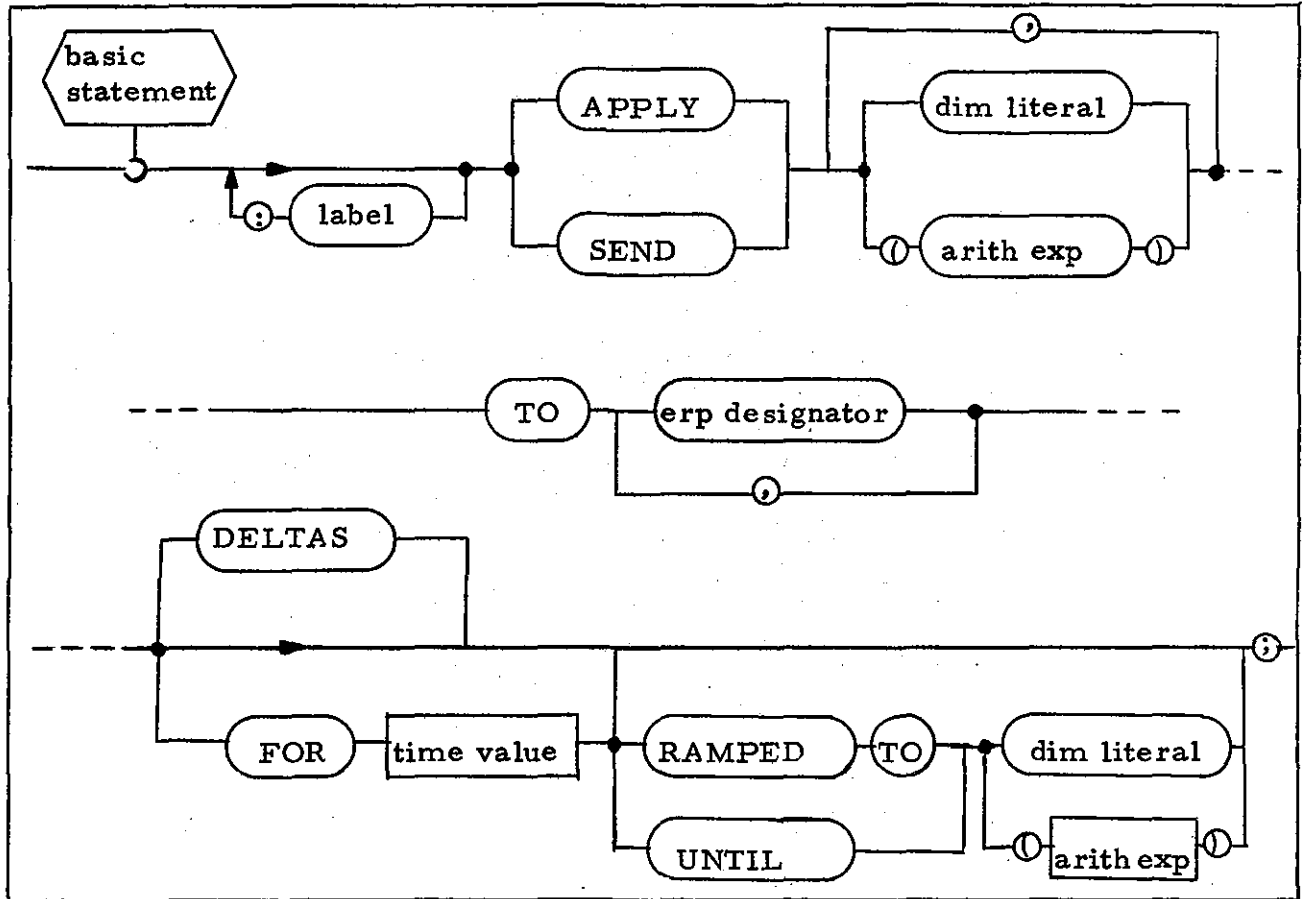 basic
statement
: label
APPLY
SEND
,
dim literal
( arith exp )
TO erp designator
,
DELTAS
;
FOR time value RAMPED TO dim literal
UNTIL ( arith exp )